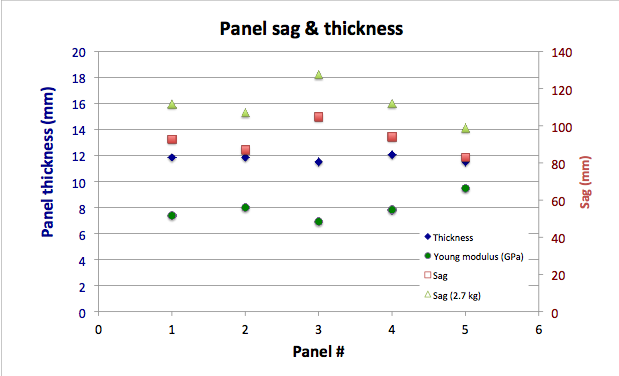 Panel sag & thickness
20
18
16
14
12
10
8
6
4
2
0
Panel thickness (mm)
140
120
100
80
60
40
20
0
Sag (mm)
Thickness
Young modulus (GPa)
Sag
Sag (2.7 kg)
0 1 2 3 4 5 6
Panel #